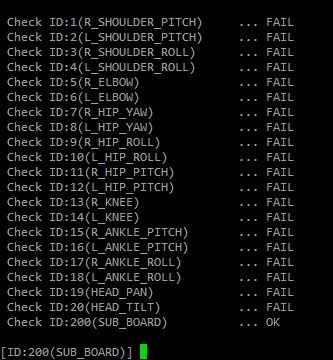 Check ID:1(R_SHOULDER_PITCH) ... FAIL
Check ID:2(L_SHOULDER_PITCH) ... FAIL
Check ID:3(R_SHOULDER_ROLL) ... FAIL
Check ID:4(L_SHOULDER_ROLL) ... FAIL
Check ID:5(R_ELBOW) ... FAIL
Check ID:6(L_ELBOW) ... FAIL
Check ID:7(R_HIP_YAW) ... FAIL
Check ID:8(L_HIP_YAW) ... FAIL
Check ID:9(R_HIP_ROLL) ... FAIL
Check ID:10(L_HIP_ROLL) ... FAIL
Check ID:11(R_HIP_PITCH) ... FAIL
Check ID:12(L_HIP_PITCH) ... FAIL
Check ID:13(R_KNEE) ... FAIL
Check ID:14(L_KNEE) ... FAIL
Check ID:15(R_ANKLE_PITCH) ... FAIL
Check ID:16(L_ANKLE_PITCH) ... FAIL
Check ID:17(R_ANKLE_ROLL) ... FAIL
Check ID:18(L_ANKLE_ROLL) ... FAIL
Check ID:19(HEAD_PAN) ... FAIL
Check ID:20(HEAD_TILT) ... FAIL
Check ID:200(SUB_BOARD) ... OK
[ID:200(SUB_BOARD)]